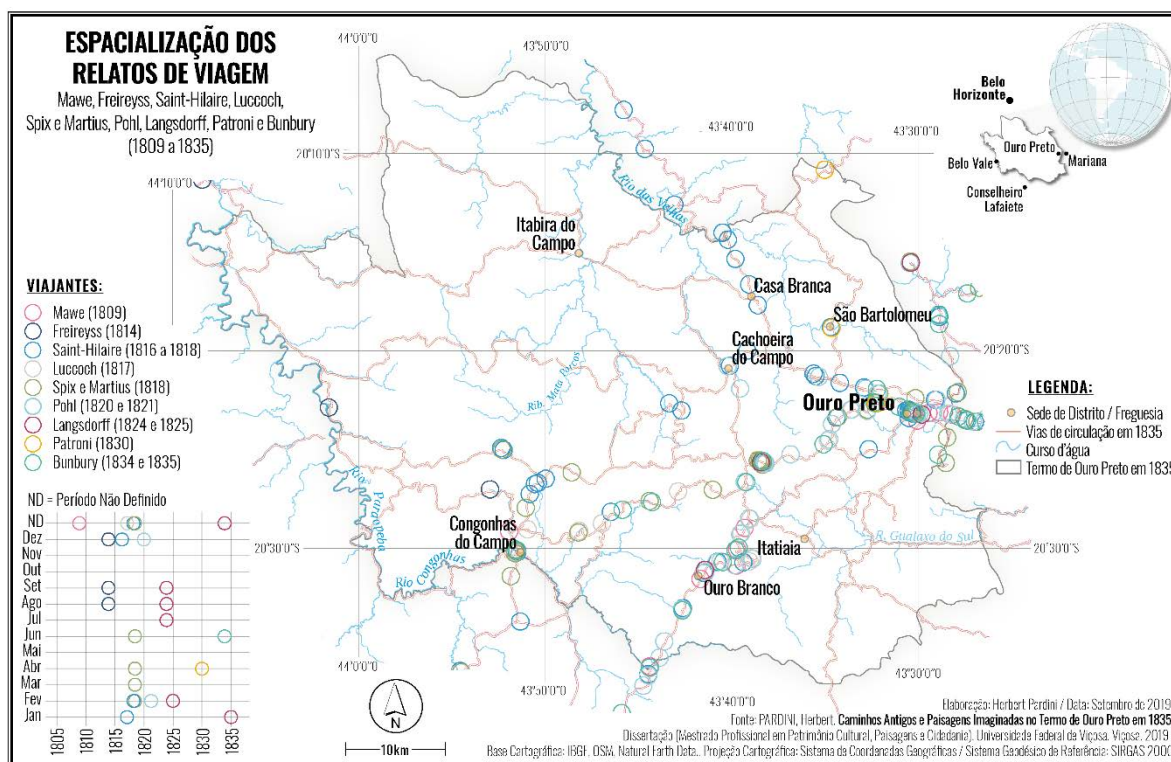 ESPACIALIZAÇÃO DOS
RELATOS DE VIAGEM
Mawe, Freireyss, Saint-Hilaire, Luccoch,
Spix e Martius, Pohl, Langsdorff, Patroni e Bunbury
(1809 a 1835)
44°0'0"O
43°50'0"O
43°40'0"O
43°30'0"O
20°10'0"S
44°10'0"O
Belo
Horizonte
Ouro Preto
Mariana
Belo Vale
Conselheiro
Lafaiete
Rio das Velhas
Itabira do
Campo
Casa Branca
São Bartolomeu
Cachoeira
do Campo
20°20'0"S
Rib. Mata Porcos
Ouro Preto
VIAJANTES:
Mawe (1809)
Freireyss (1814)
Saint-Hilaire (1816 a 1818)
Luccoch (1817)
Spix e Martius (1818)
Pohl (1820 e 1821)
Langsdorff (1824 e 1825)
Patroni (1830)
Bunbury (1834 e 1835)
LEGENDA:
Sede de Distrito / Freguesia
Vias de circulação em 1835
Curso d'água
Termo de Ouro Preto em 1835
Rio Paraopeba
Congonhas
do Campo
Rio Congonhas
20°30'0"S
Itatiaia
R. Gualaxo do Sul
20°30'0"S
Ouro Branco
ND = Período Não Definido
ND
Dez
Nov
Out
Set
Ago
Jul
Jun
Mai
Abr
Mar
Fev
Jan
1805
1810
1815
1820
1825
1830
1835
44°0'0"O
43°50'0"O
43°40'0"O
43°30'0"O
N
10km
Elaboração: Herbert Pardini / Data: Setembro de 2019
Fonte: PARDINI, Herbert. Caminhos Antigos e Paisagens Imaginadas no Termo de Ouro Preto em 1835
Dissertação (Mestrado Profissional em Patrimônio Cultural, Paisagens e Cidadania). Universidade Federal de Viçosa. Viçosa, 2019
Base Cartográfica: IBGE, OSM, Natural Earth Data.. Projeção Cartográfica: Sistema de Coordenadas Geográficas / Sistema Geodésico de Referência: SIRGAS 2000